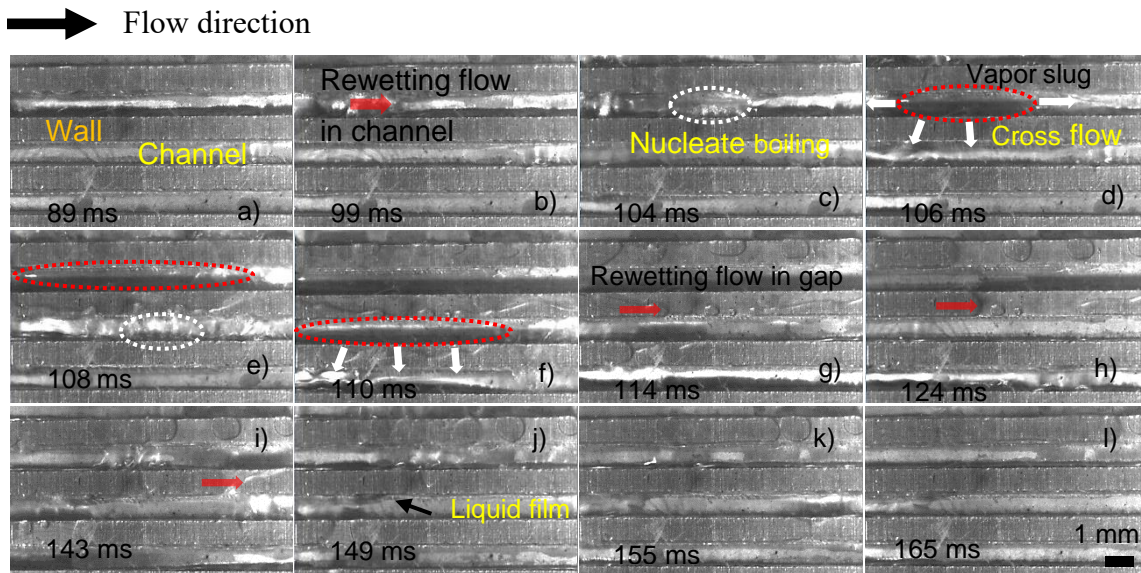 Flow direction
Wall
Channel
89 ms
a)
Rewetting flow
in channel
99 ms
b)
Nucleate boiling
104 ms
c)
Vapor slug
Cross flow
106 ms
d)
108 ms
e)
110 ms
f)
Rewetting flow in gap
114 ms
g)
124 ms
h)
i)
143 ms
j)
Liquid film
149 ms
k)
155 ms
l)
165 ms
1 mm